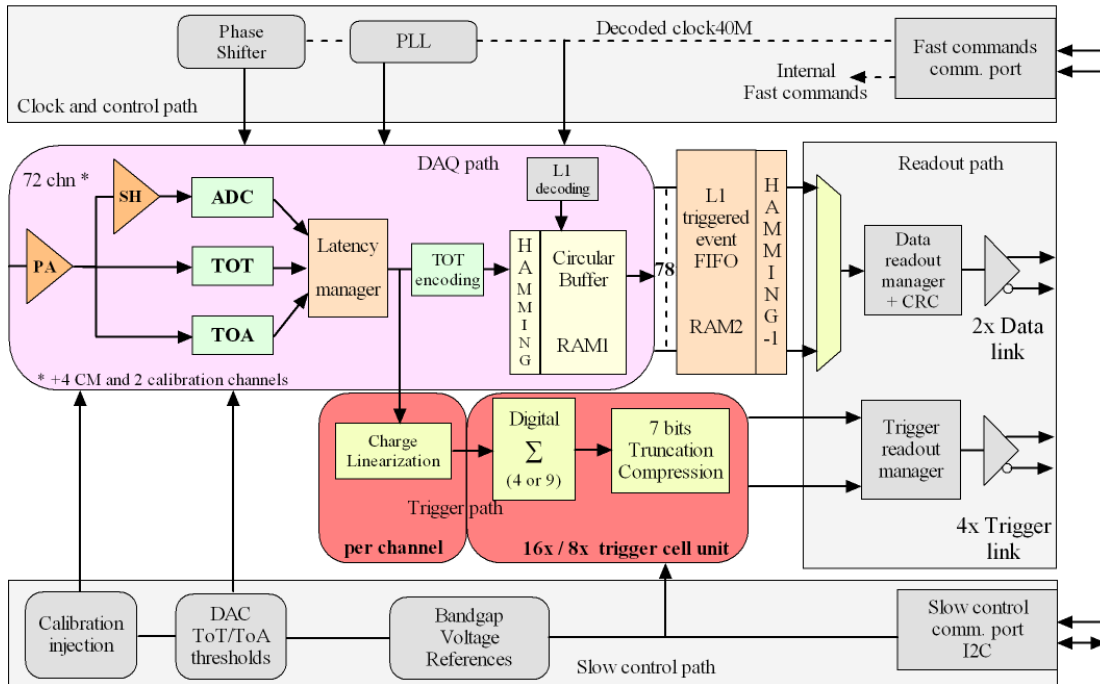 Phase
Shifter
PLL
Decoded clock40M
Fast commands
comm. port
Internal
Fast commands
Clock and control path
DAQ path
72 chn *
SH
ADC
PA
TOT
TOA
Latency
manager
TOT
encoding
L1
decoding
HAMMING
Circular
Buffer
RAM1
78
L1
triggered
event
FIFO
RAM2
HAMMING-1
Readout path
Data
readout
manager
+ CRC
2x Data
link
* +4 CM and 2 calibration channels
Charge
Linearization
Digital
∑
(4 or 9)
7 bits
Truncation
Compression
Trigger path
per channel
16x / 8x trigger cell unit
Trigger
readout
manager
4x Trigger
link
Calibration
injection
DAC
ToT/ToA
thresholds
Bandgap
Voltage
References
Slow control
comm. port
I2C
Slow control path